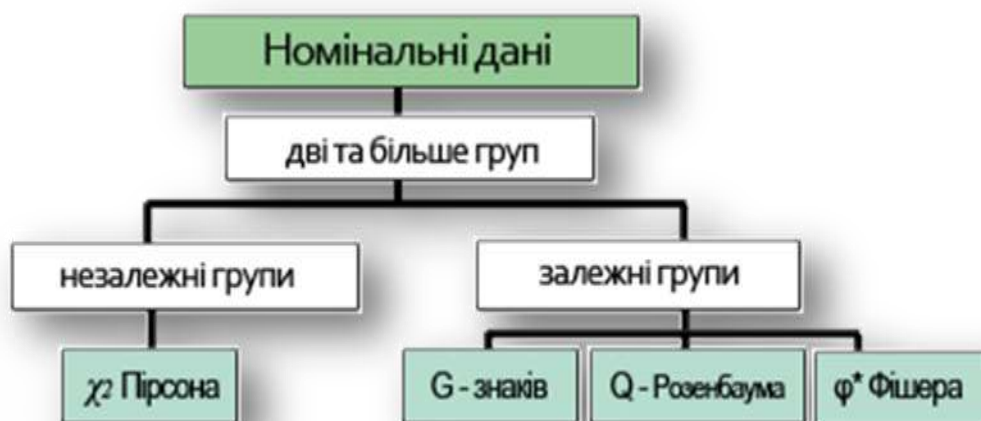 Номінальні дані
дві та більше груп
незалежні групи
залежні групи
χ2 Пірсона
G - знаків
Q - Розенбаума
φ* Фішера